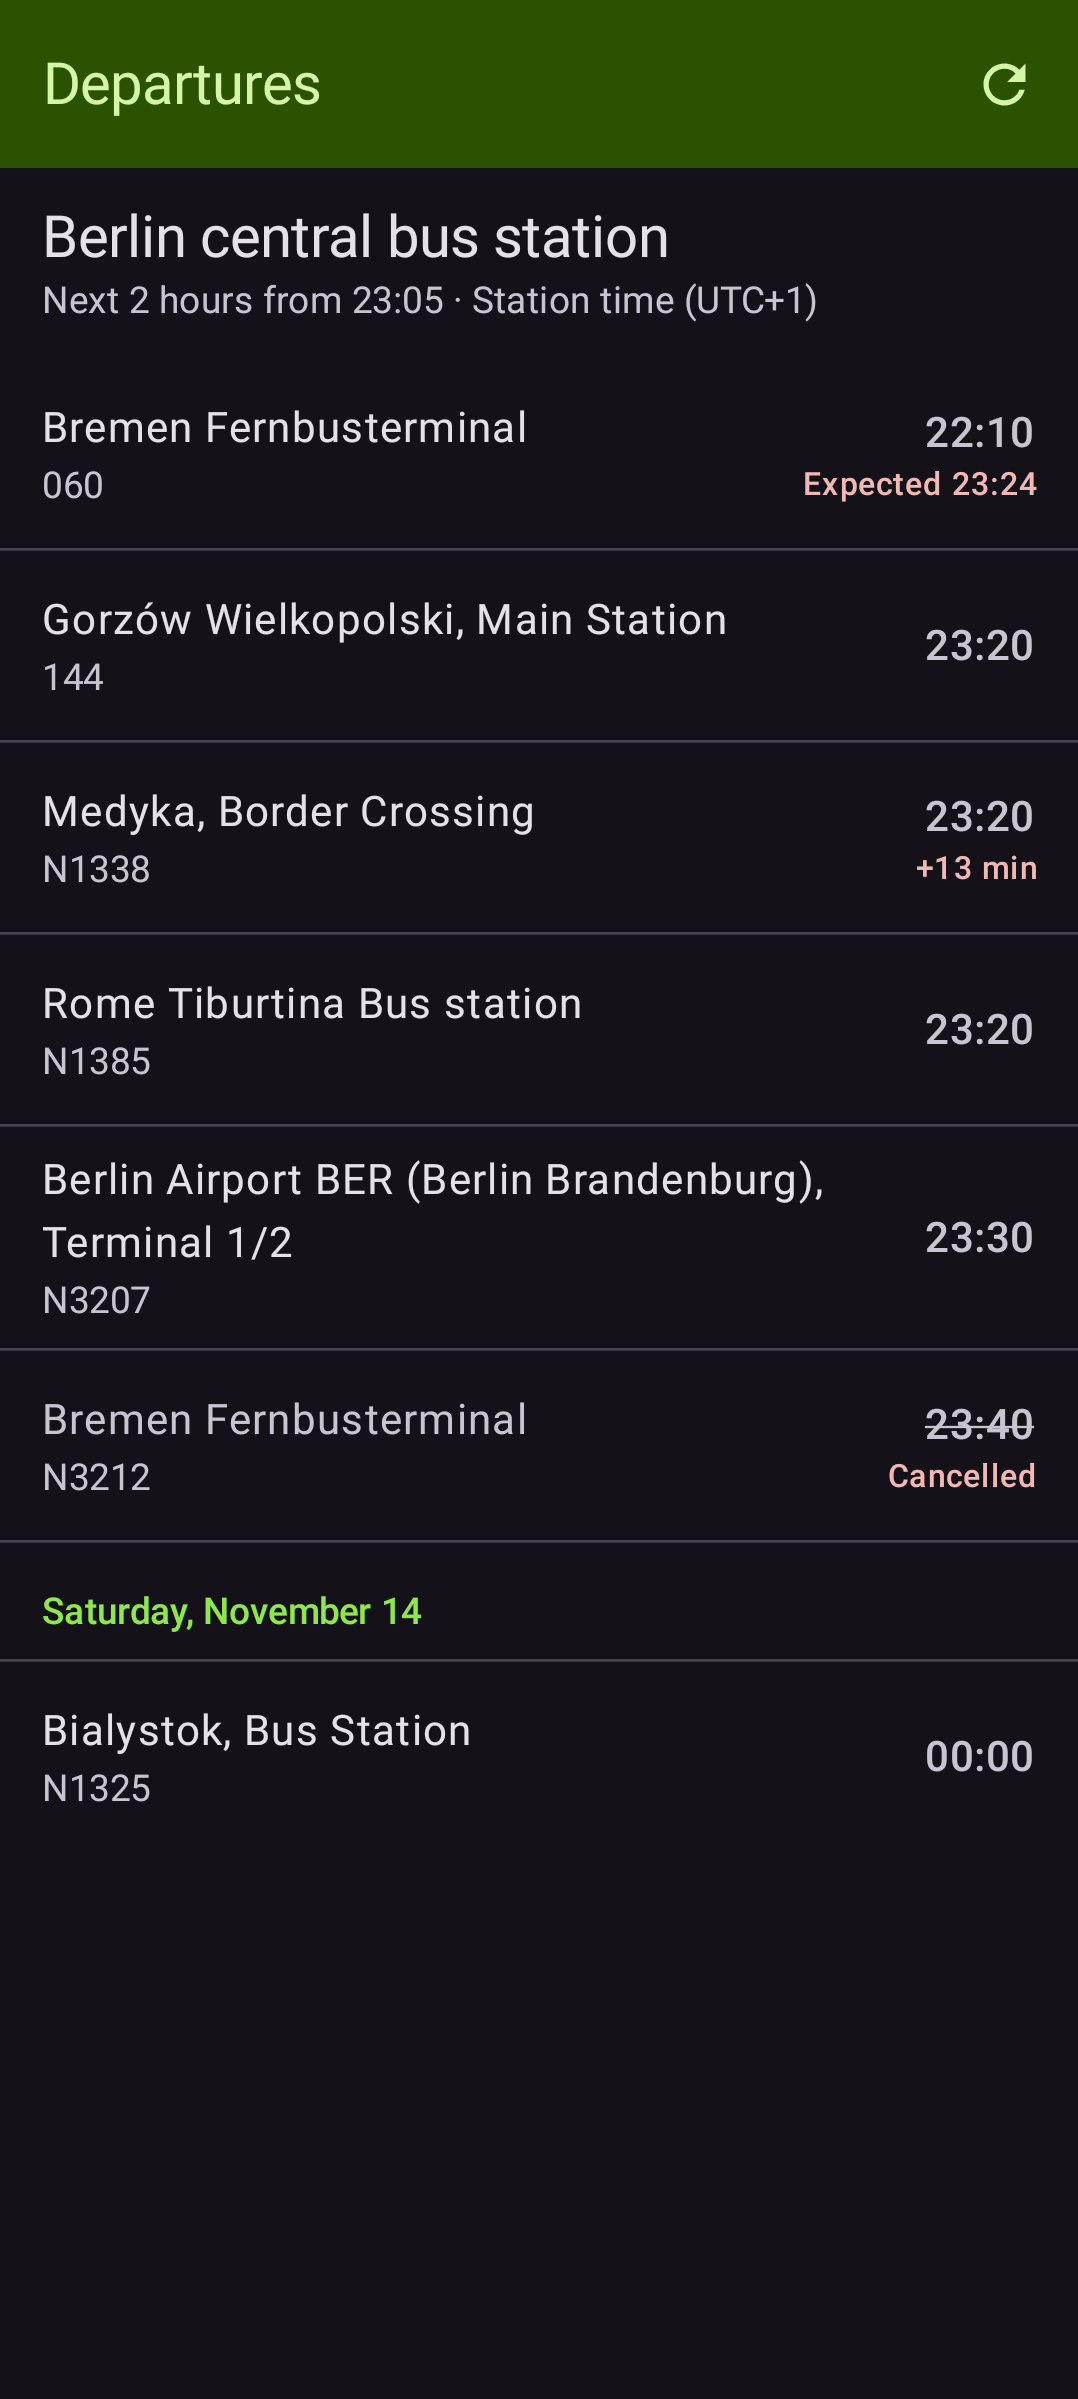 Departures
Berlin central bus station
Next 2 hours from 23:05 · Station time (UTC+1)
Bremen Fernbusterminal
22:10
060
Expected 23:24
Gorzów Wielkopolski, Main Station
144
23:20
Medyka, Border Crossing
23:20
N1338
+13 min
Rome Tiburtina Bus station
N1385
23:20
Berlin Airport BER (Berlin Brandenburg),
Terminal 1/2
N3207
23:30
Bremen Fernbusterminal
23:40
N3212
Cancelled
Saturday, November 14
Bialystok, Bus Station
N1325
00:00